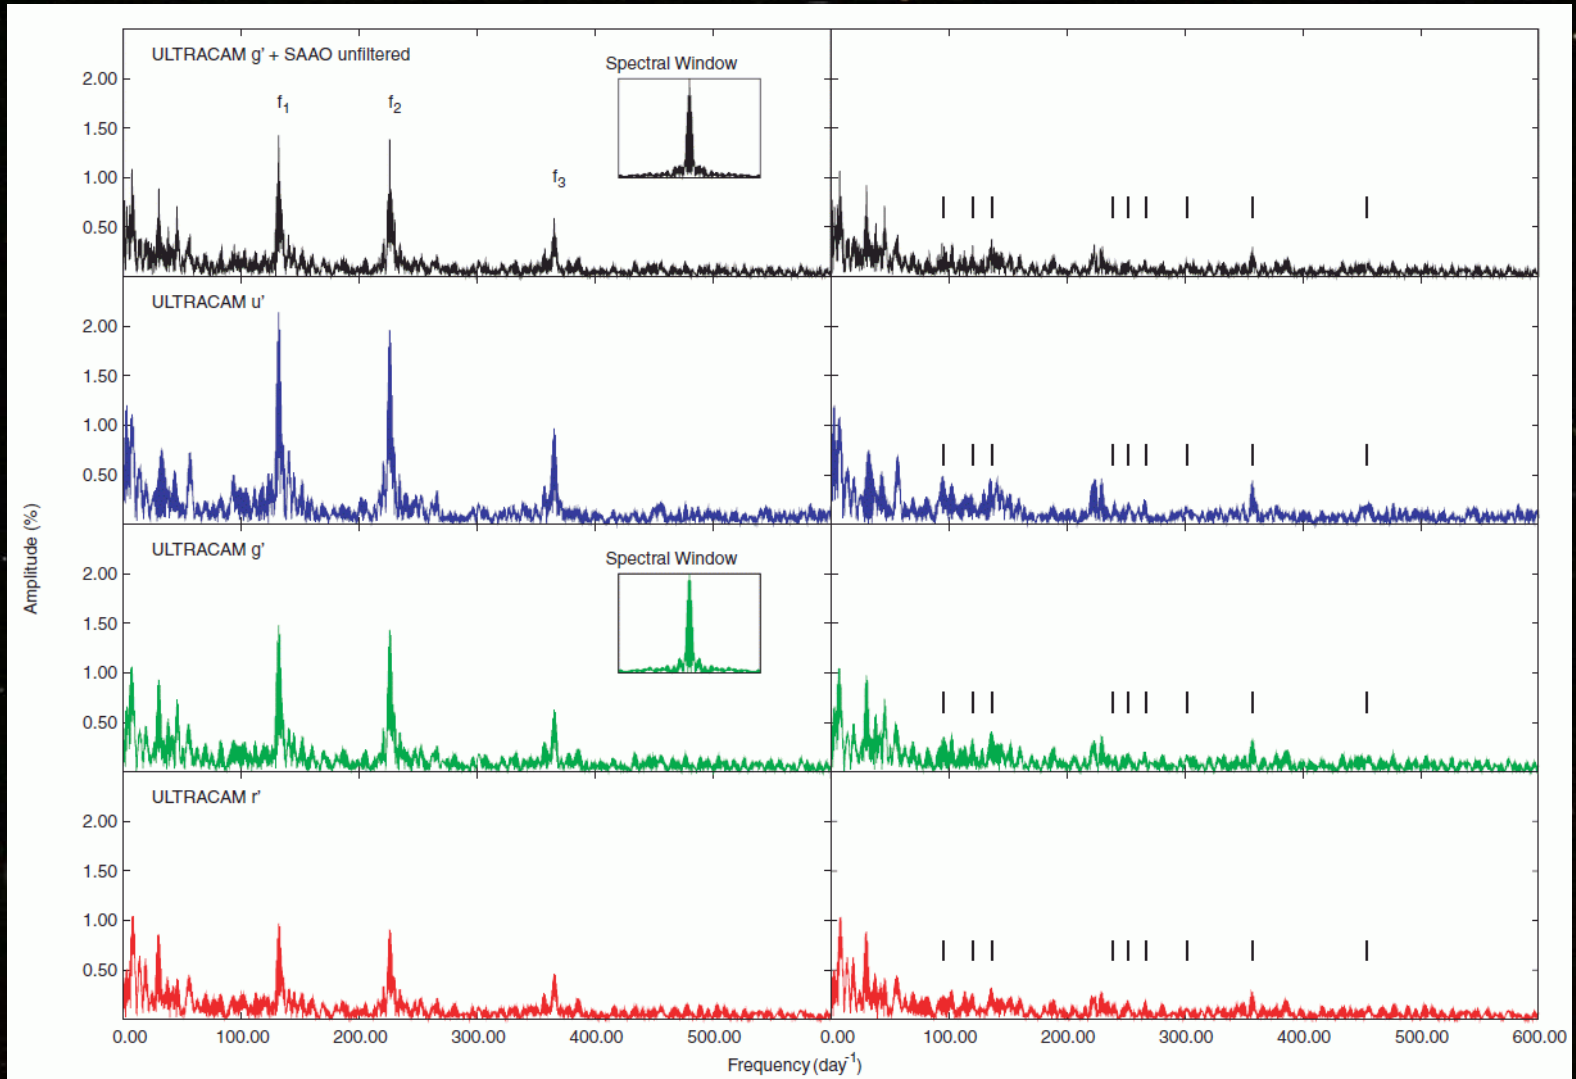 ULTRACAM g' + SAAO unfiltered
Spectral Window
f1
f2
f3
2.00
1.50
1.00
0.50
ULTRACAM u'
2.00
1.50
1.00
0.50
ULTRACAM g'
Spectral Window
2.00
1.50
1.00
0.50
ULTRACAM r'
2.00
1.50
1.00
0.50
Amplitude (%)
0.00 100.00 200.00 300.00 400.00 500.00 0.00 100.00 200.00 300.00 400.00 500.00 600.00
Frequency (day-1)